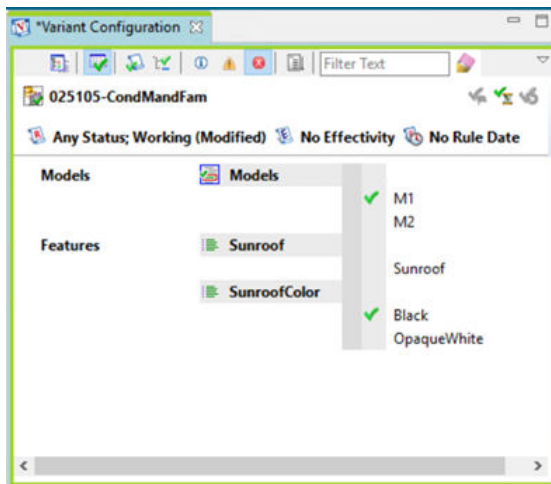 *Variant Configuration
Filter Text
025105-CondMandFam
Any Status; Working (Modified) No Effectivity No Rule Date
Models Models
M1
M2
Features Sunroof
Sunroof
SunroofColor
Black
OpaqueWhite